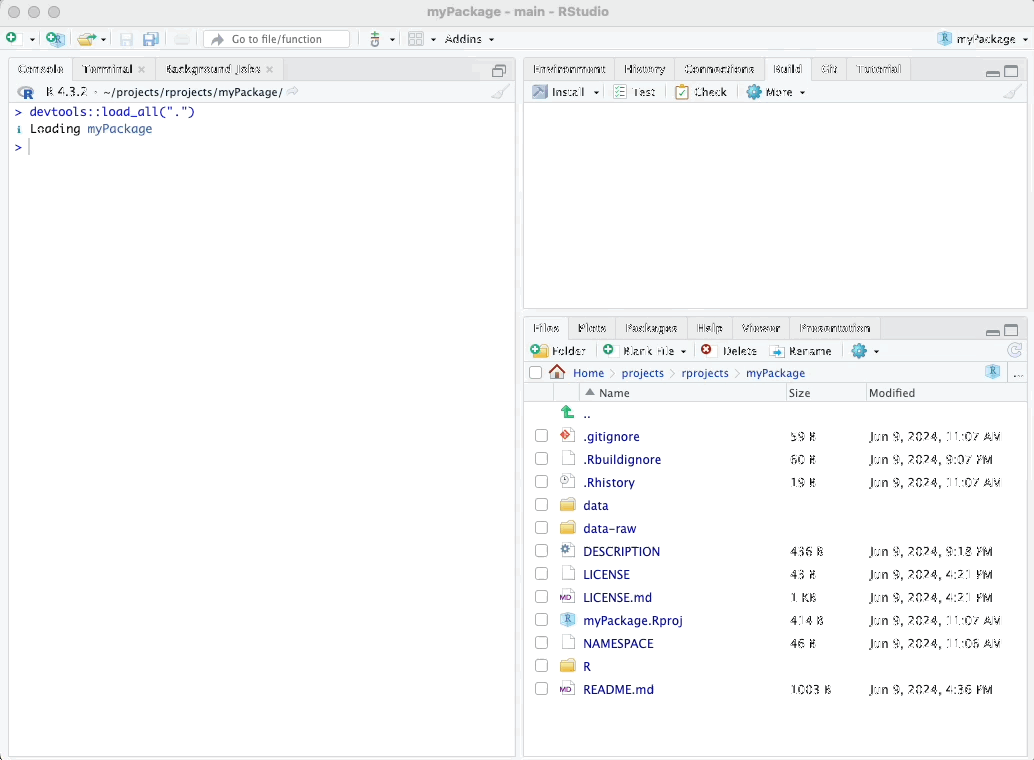 myPackage - main - RStudio
Go to file/function
Addins
myPackage
Console Terminal Background Jobs
R 4.3.2 · ~/projects/rprojects/myPackage/
> devtools::load_all(".")
ℹ Loading myPackage
>
Environment History Connections Build Git Tutorial
Install Test Check More
Files Plots Packages Help Viewer Presentation
Folder Blank File Delete Rename
Home projects rprojects myPackage
...
Name Size Modified
..
.gitignore 59 B Jun 9, 2024, 11:07 AM
.Rbuildignore 60 B Jun 9, 2024, 9:07 PM
.Rhistory 19 B Jun 9, 2024, 11:07 AM
data
data-raw
DESCRIPTION 436 B Jun 9, 2024, 9:18 PM
LICENSE 43 B Jun 9, 2024, 4:21 PM
MD LICENSE.md 1 KB Jun 9, 2024, 4:21 PM
myPackage.Rproj 414 B Jun 9, 2024, 11:07 AM
NAMESPACE 46 B Jun 9, 2024, 11:06 AM
R
MD README.md 1003 B Jun 9, 2024, 4:36 PM